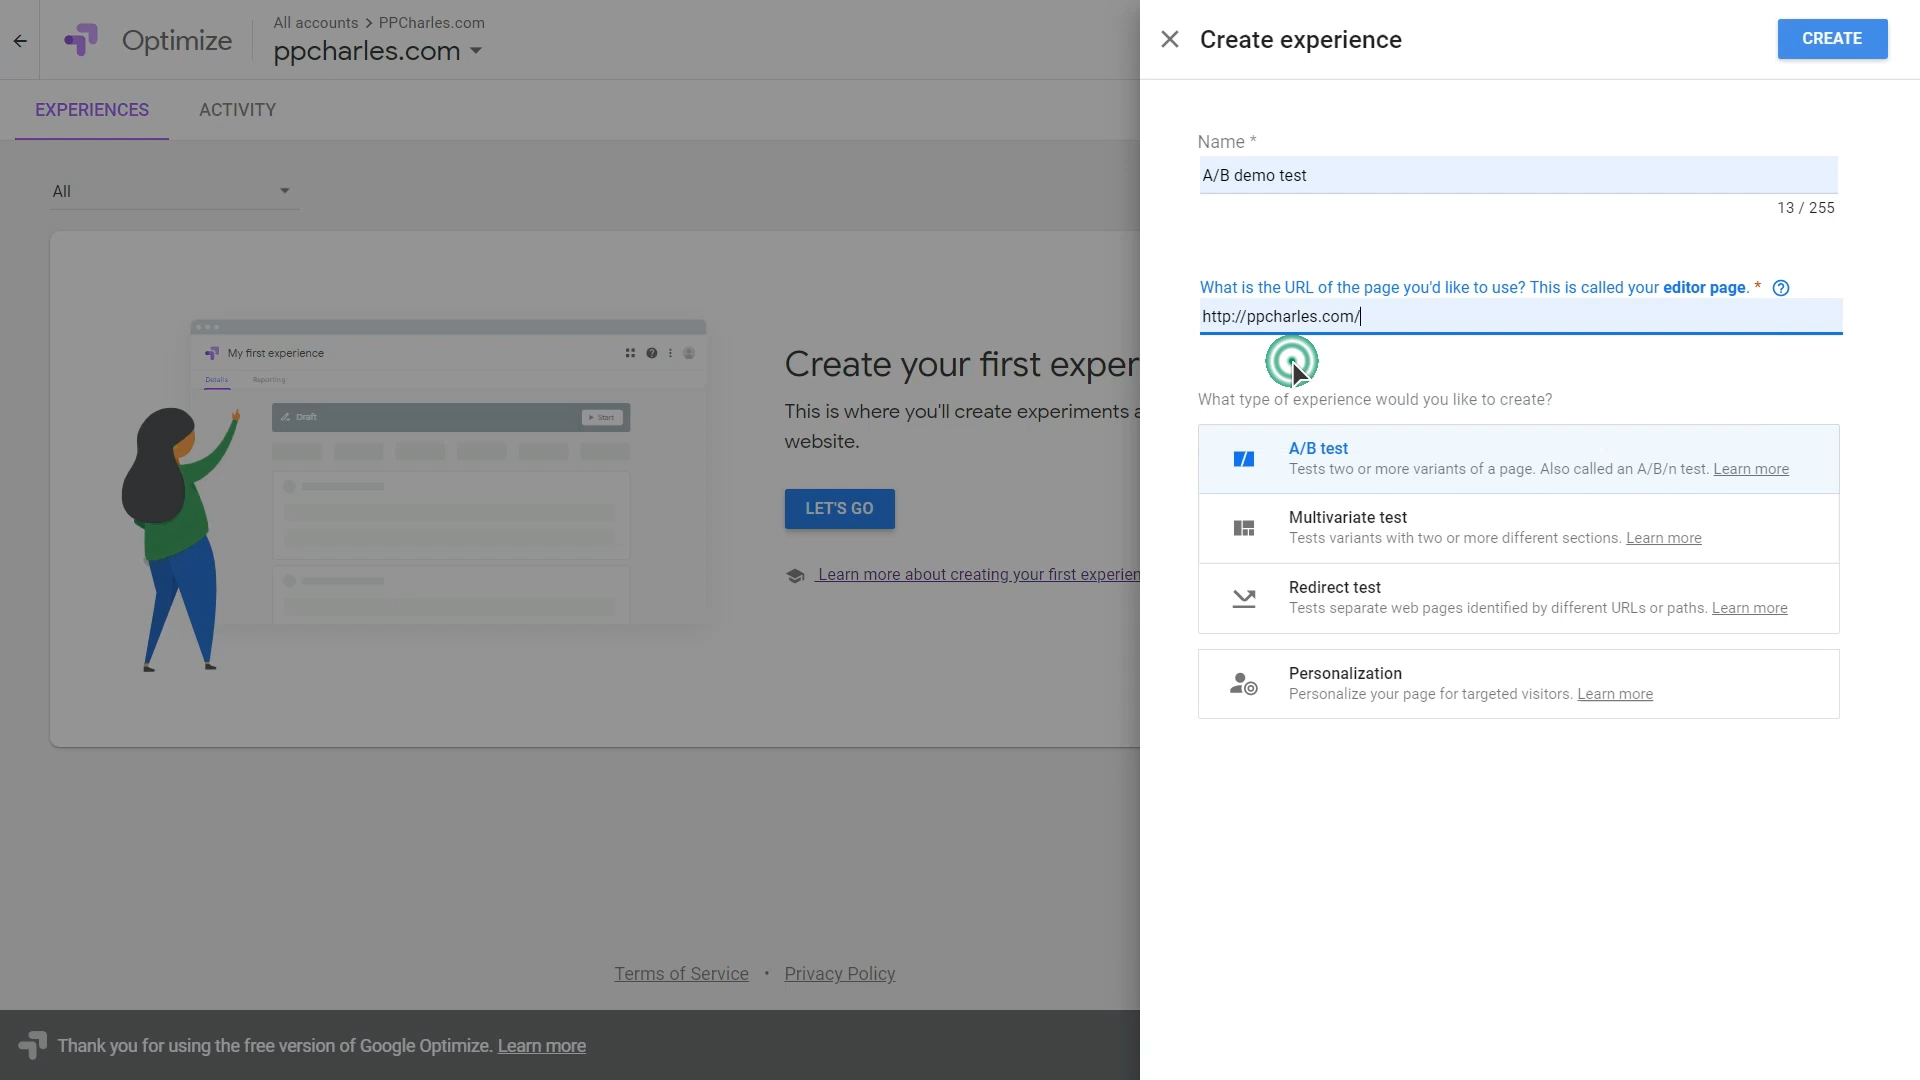 Optimize
All accounts > PPCharles.com
ppcharles.com
EXPERIENCES
ACTIVITY
All
My first experience
Details
Reporting
Draft
Start
Create your first exper
This is where you'll create experiments a
website.
LET'S GO
Learn more about creating your first experien
Terms of Service • Privacy Policy
Thank you for using the free version of Google Optimize. Learn more
Create experience
CREATE
Name *
A/B demo test
13 / 255
What is the URL of the page you'd like to use? This is called your editor page. *
http://ppcharles.com/
What type of experience would you like to create?
A/B test
Tests two or more variants of a page. Also called an A/B/n test. Learn more
Multivariate test
Tests variants with two or more different sections. Learn more
Redirect test
Tests separate web pages identified by different URLs or paths. Learn more
Personalization
Personalize your page for targeted visitors. Learn more